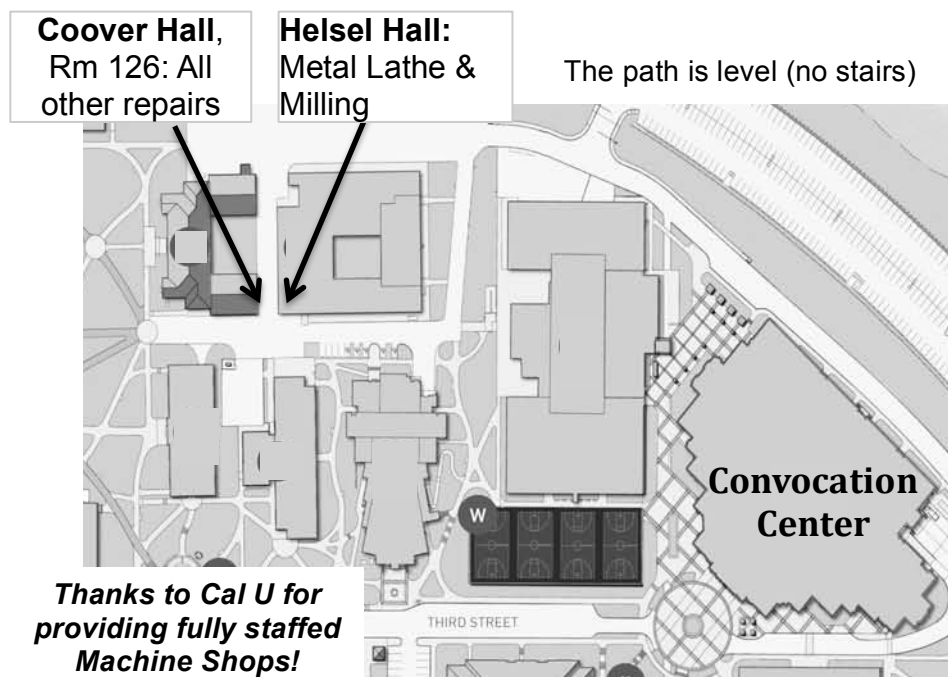 Coover Hall,
Rm 126: All
other repairs
Helsel Hall:
Metal Lathe &
Milling
The path is level (no stairs)
W
Convocation
Center
Thanks to Cal U for
providing fully staffed
Machine Shops!
THIRD STREET